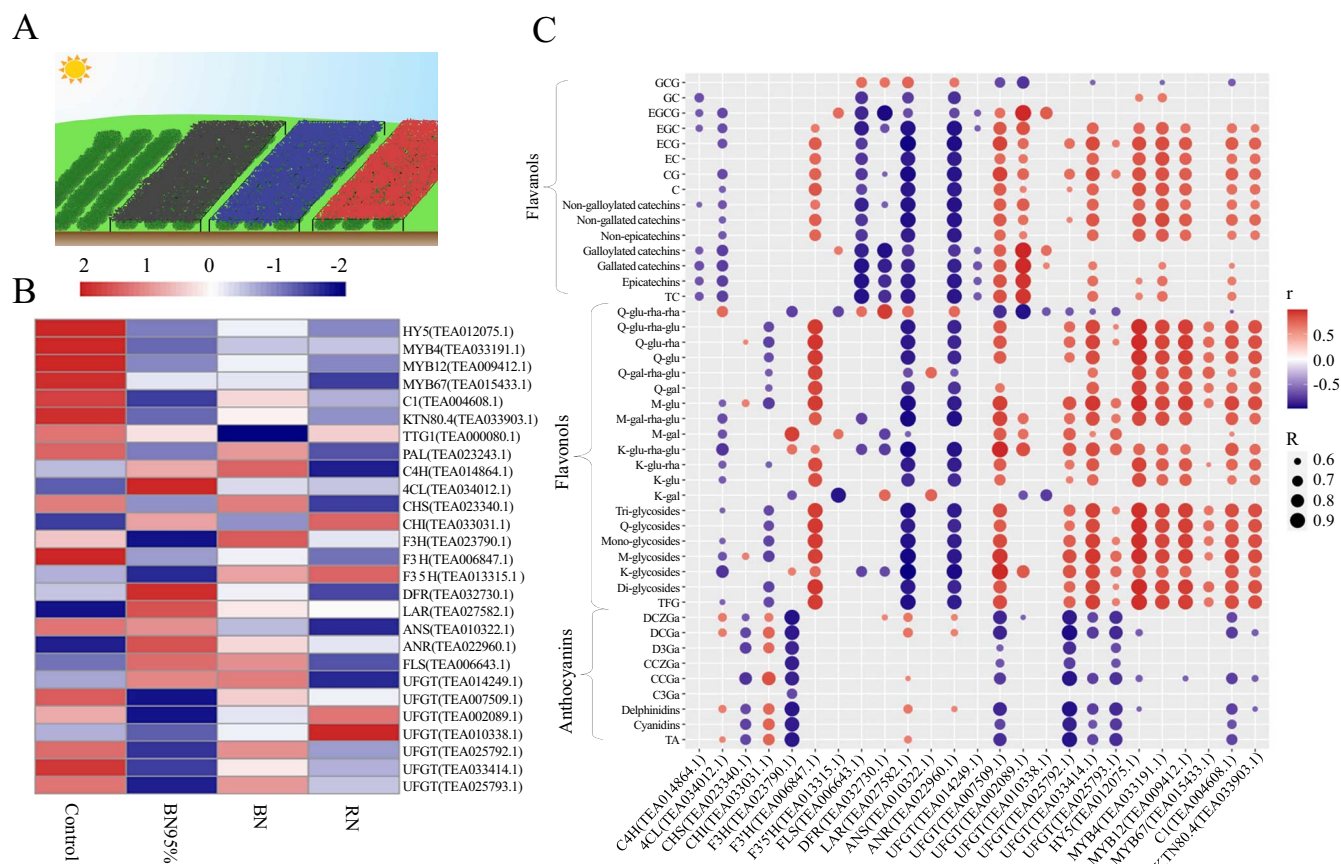 A
C
2 1 0 -1 -2
B
HY5(TEA012075.1)
MYB4(TEA033191.1)
MYB12(TEA009412.1)
MYB67(TEA015433.1)
C1(TEA004608.1)
KTN80.4(TEA033903.1)
TTG1(TEA000080.1)
PAL(TEA023243.1)
C4H(TEA014864.1)
4CL(TEA034012.1)
CHS(TEA023340.1)
CHI(TEA033031.1)
F3H(TEA023790.1)
F3 H(TEA006847.1)
F3 5 H(TEA013315.1)
DFR(TEA032730.1)
LAR(TEA027582.1)
ANS(TEA010322.1)
ANR(TEA022960.1)
FLS(TEA006643.1)
UFGT(TEA014249.1)
UFGT(TEA007509.1)
UFGT(TEA002089.1)
UFGT(TEA010338.1)
UFGT(TEA025792.1)
UFGT(TEA033414.1)
UFGT(TEA025793.1)
Control
BN95%
BN
RN
Flavanols
GCG
GC
EGCG
EGC
ECG
EC
CG
C
Non-galloylated catechins
Non-gallated catechins
Non-epicatechins
Galloylated catechins
Gallated catechins
Epicatechins
TC
Flavonols
Q-glu-rha-rha
Q-glu-rha-glu
Q-glu-rha
Q-glu
Q-gal-rha-glu
Q-gal
M-glu
M-gal-rha-glu
M-gal
K-glu-rha-glu
K-glu-rha
K-glu
K-gal
Tri-glycosides
Q-glycosides
Mono-glycosides
M-glycosides
K-glycosides
Di-glycosides
TFG
Anthocyanins
DCZGa
DCGa
D3Ga
CCZGa
CCGa
C3Ga
Delphinidins
Cyanidins
TA
C4H(TEA014864.1)
4CL(TEA034012.1)
CHS(TEA023340.1)
CHI(TEA033031.1)
F3H(TEA023790.1)
F3'H(TEA006847.1)
F35'H(TEA013315.1)
FLS(TEA006643.1)
DFR(TEA032730.1)
LAR(TEA027582.1)
ANS(TEA010322.1)
ANR(TEA022960.1)
UFGT(TEA014249.1)
UFGT(TEA007509.1)
UFGT(TEA002089.1)
UFGT(TEA010338.1)
UFGT(TEA025792.1)
UFGT(TEA033414.1)
UFGT(TEA025793.1)
HY5(TEA012075.1)
MYB4(TEA033191.1)
MYB12(TEA009412.1)
MYB67(TEA015433.1)
C1(TEA004608.1)
KTN80.4(TEA033903.1)
r
0.5
0.0
-0.5
R
0.6
0.7
0.8
0.9